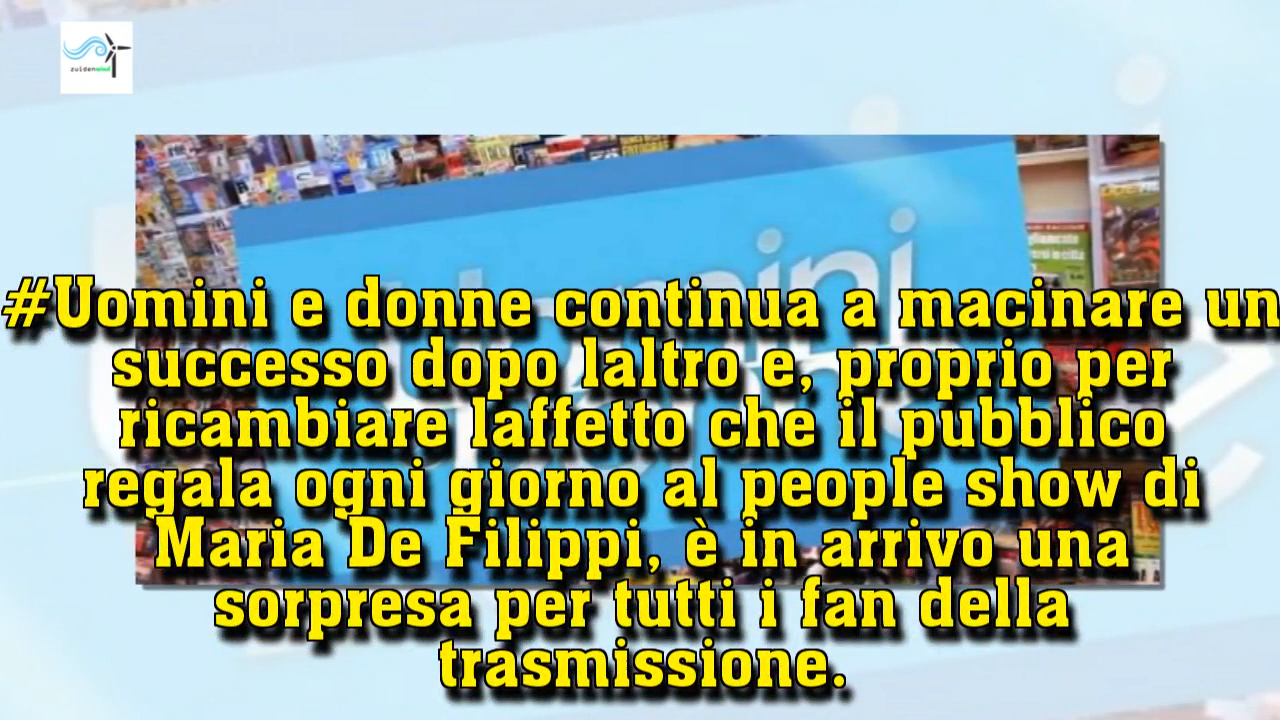 zuidenwind
#Uomini e donne continua a macinare un
successo dopo laltro e, proprio per
ricambiare laffetto che il pubblico
regala ogni giorno al people show di
Maria De Filippi, è in arrivo una
sorpresa per tutti i fan della
trasmissione.